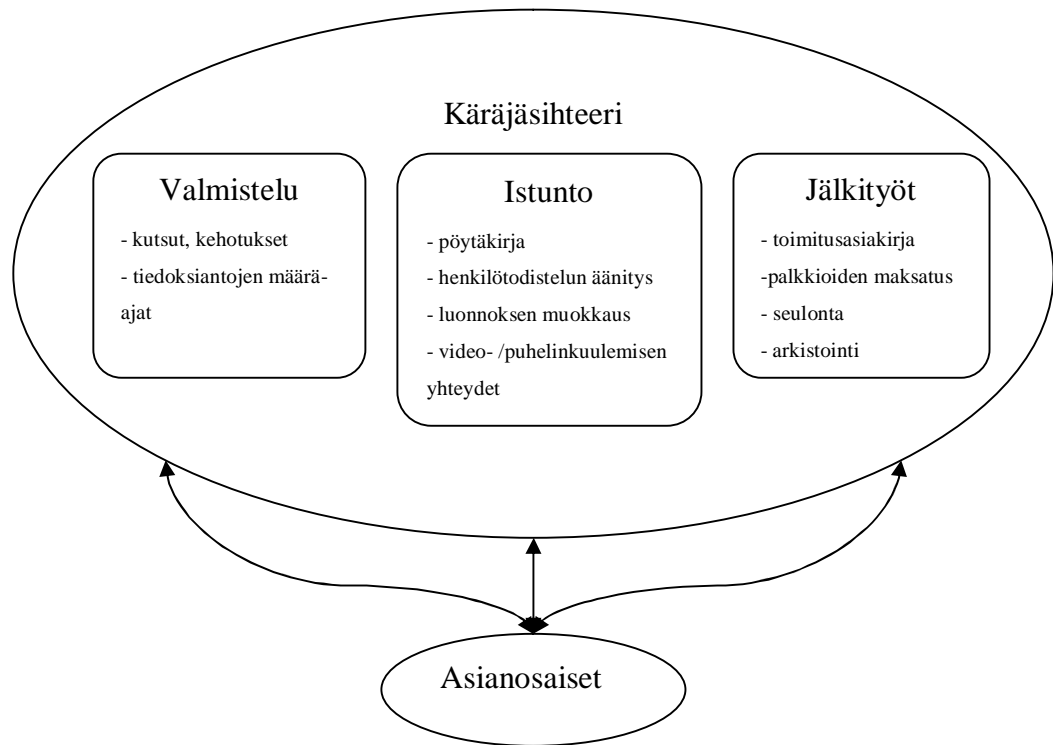 Käräjäsihteeri
Valmistelu
- kutsut, kehotukset
- tiedoksiantojen määrä-
ajat
Istunto
- pöytäkirja
- henkilötodistelun äänitys
- luonnoksen muokkaus
- video- /puhelinkuulemisen
yhteydet
Jälkityöt
- toimitusasiakirja
-palkkioiden maksatus
- seulonta
- arkistointi
Asianosaiset